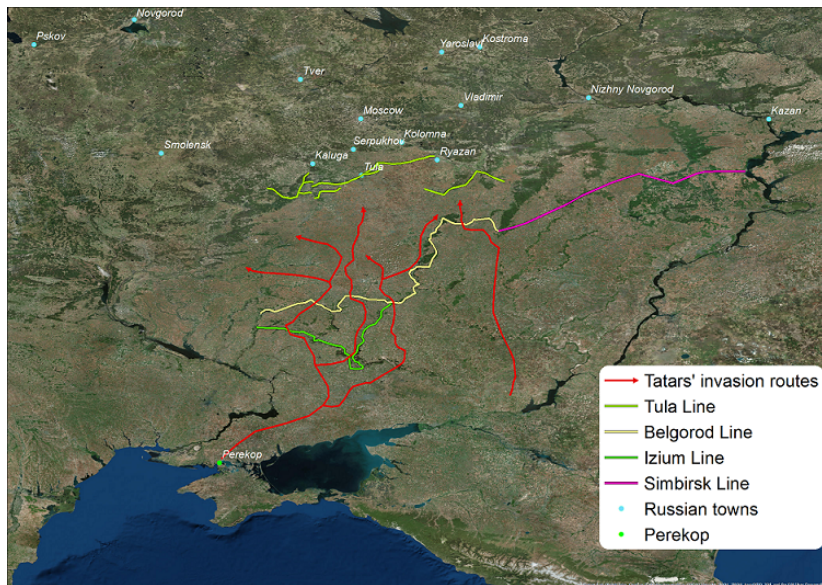 Novgorod
Pskov
Yaroslavl
Kostroma
Tver
Nizhny Novgorod
Vladimir
Moscow
Kazan
Kolomna
Serpukhov
Smolensk
Kaluga
Ryazan
Tula
Perekop
Tatars' invasion routes
Tula Line
Belgorod Line
Izium Line
Simbirsk Line
Russian towns
Perekop